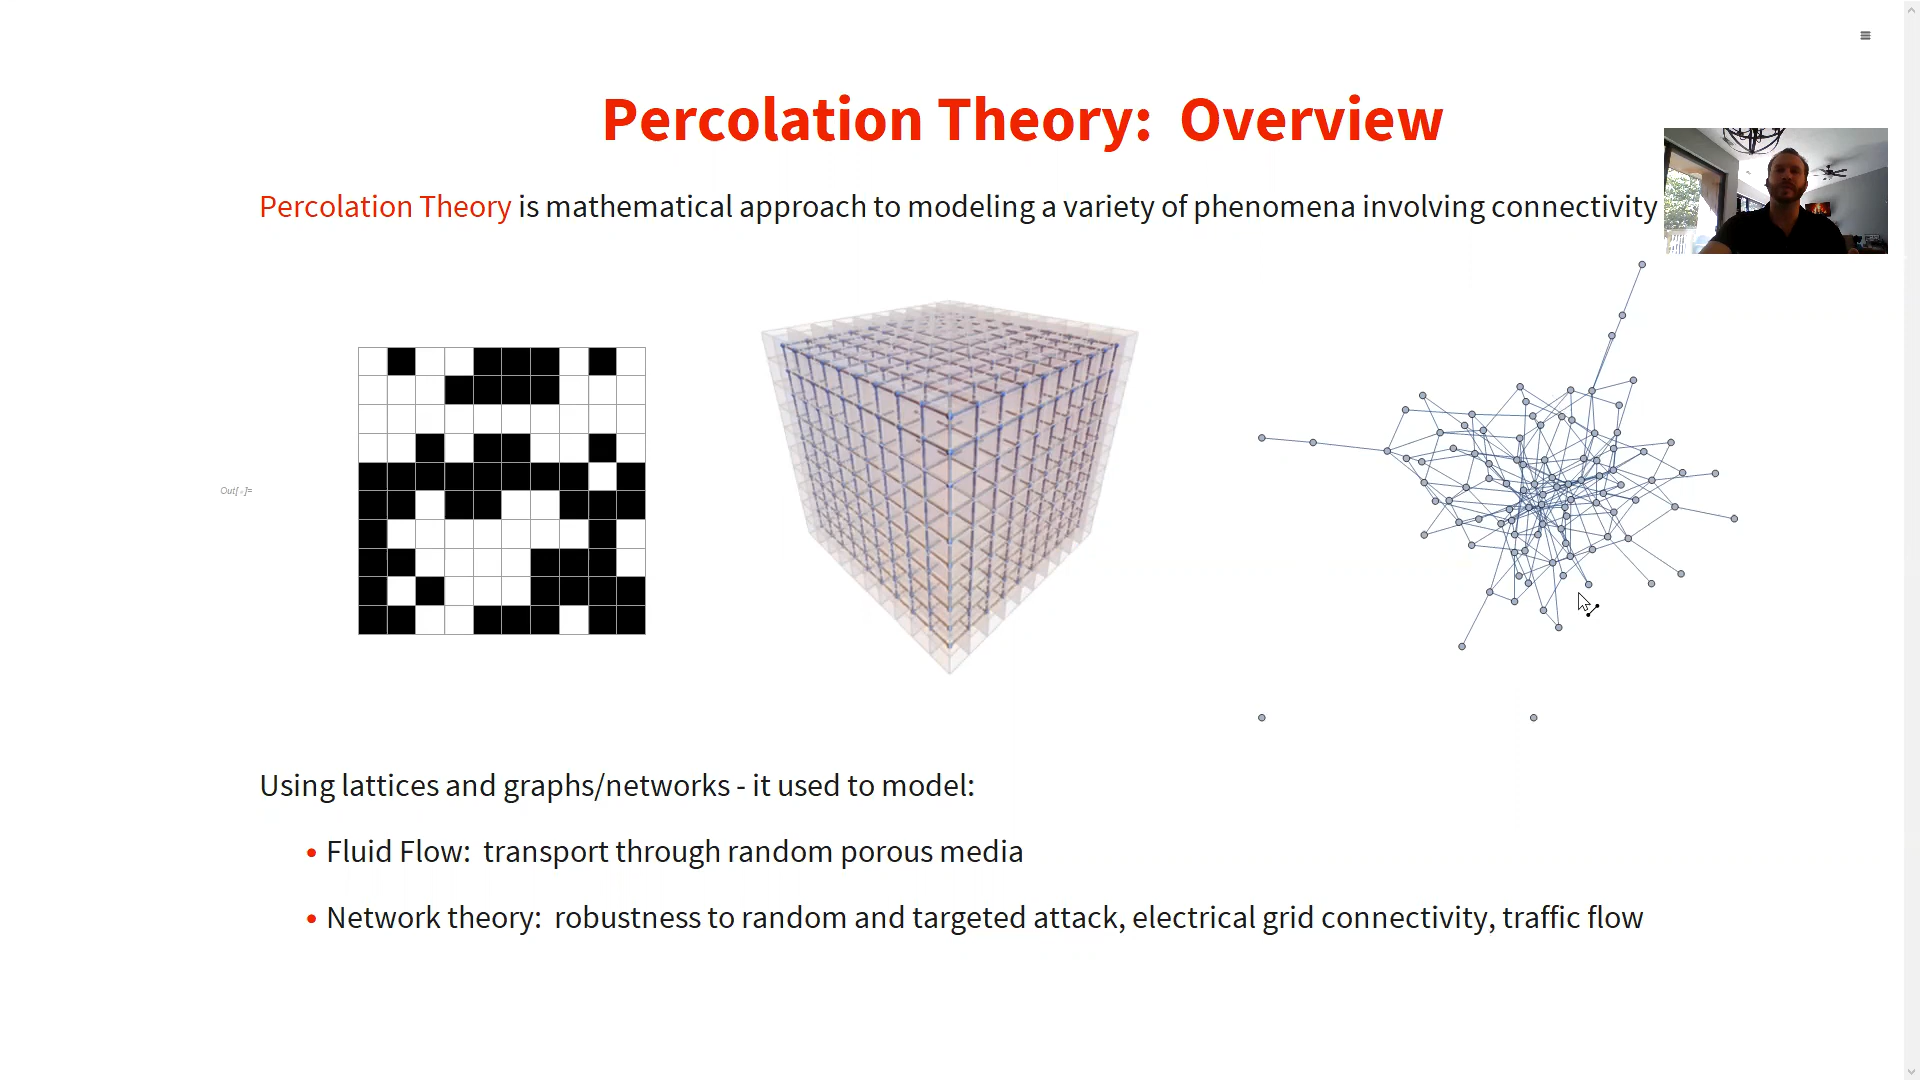 Percolation Theory:  Overview
Percolation Theory is mathematical approach to modeling a variety of phenomena involving connectivity
Out[•]=
Using lattices and graphs/networks - it used to model:
• Fluid Flow:  transport through random porous media
• Network theory:  robustness to random and targeted attack, electrical grid connectivity, traffic flow